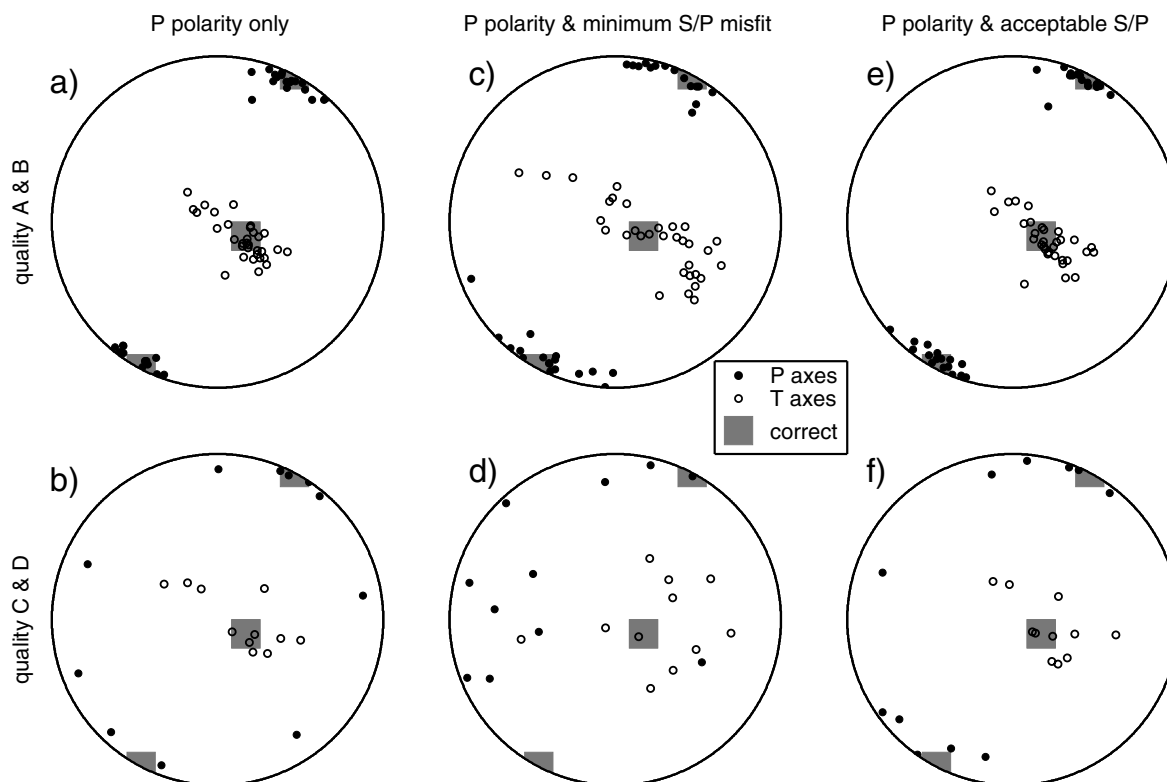 P polarity only
P polarity & minimum S/P misfit
P polarity & acceptable S/P
a)
c)
e)
quality A & B
P axes
T axes
correct
b)
d)
f)
quality C & D